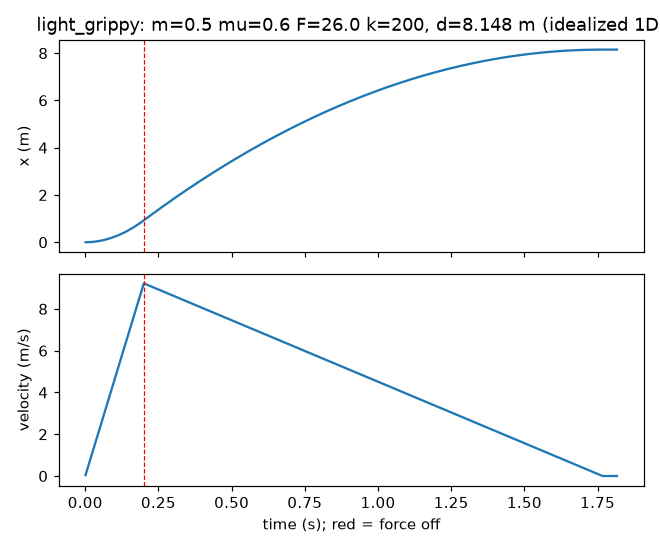 light_grippy: m=0.5 mu=0.6 F=26.0 k=200, d=8.148 m (idealized 1D
8
6
4
2
0
x (m)
8
6
4
2
0
velocity (m/s)
0.00 0.25 0.50 0.75 1.00 1.25 1.50 1.75
time (s); red = force off